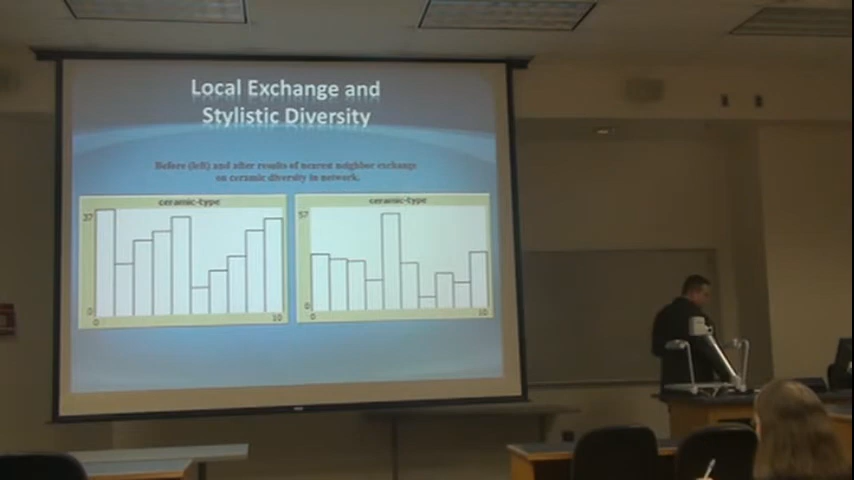 Local Exchange and
Stylistic Diversity
Before (left) and after results of nearest neighbor exchange
on ceramic diversity in network.
ceramic-type
37
0
0
10
ceramic-type
57
0
0
10